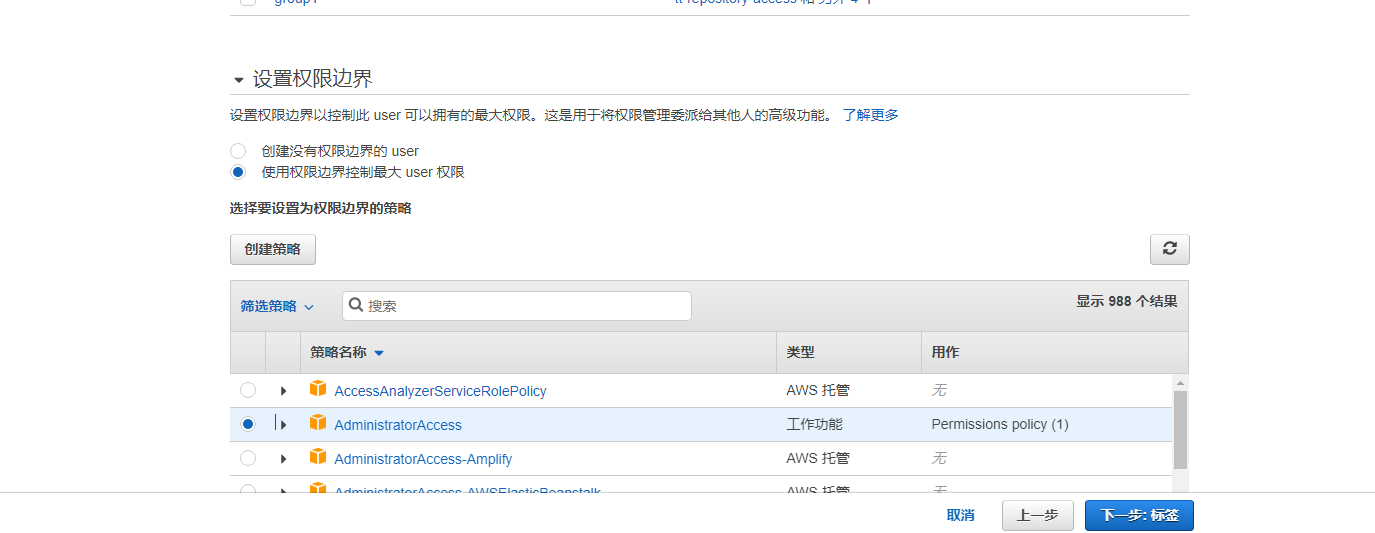 group1
设置权限边界
设置权限边界以控制此 user 可以拥有的最大权限。这是用于将权限管理委派给其他人的高级功能。 了解更多
创建没有权限边界的 user
使用权限边界控制最大 user 权限
选择要设置为权限边界的策略
创建策略
筛选策略 搜索 显示 988 个结果
策略名称 类型 用作
AccessAnalyzerServiceRolePolicy AWS 托管 无
AdministratorAccess 工作功能 Permissions policy (1)
AdministratorAccess-Amplify AWS 托管 无
AdministratorAccess-AWSElasticBeanstalk AWS 托管 无
取消 上一步 下一步: 标签